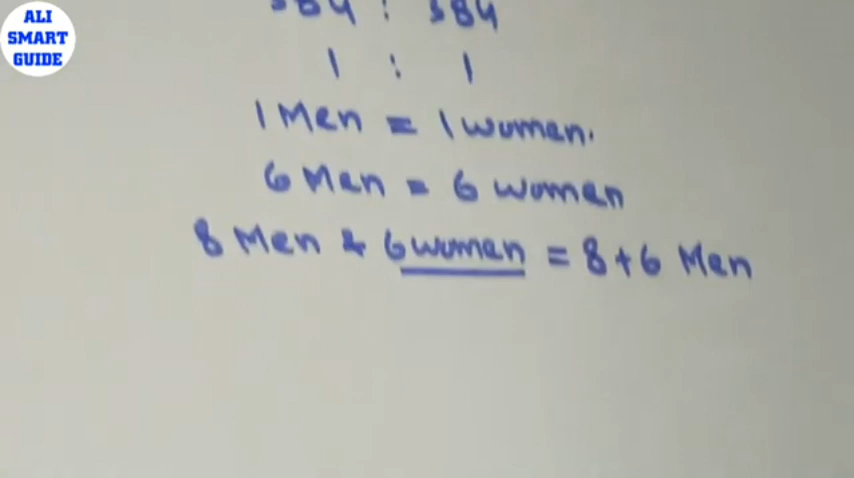 ALI
SMART
GUIDE
384 : 384
1 : 1
1 Men = 1 women.
6 Men = 6 women
8 Men & 6 women = 8+6 Men